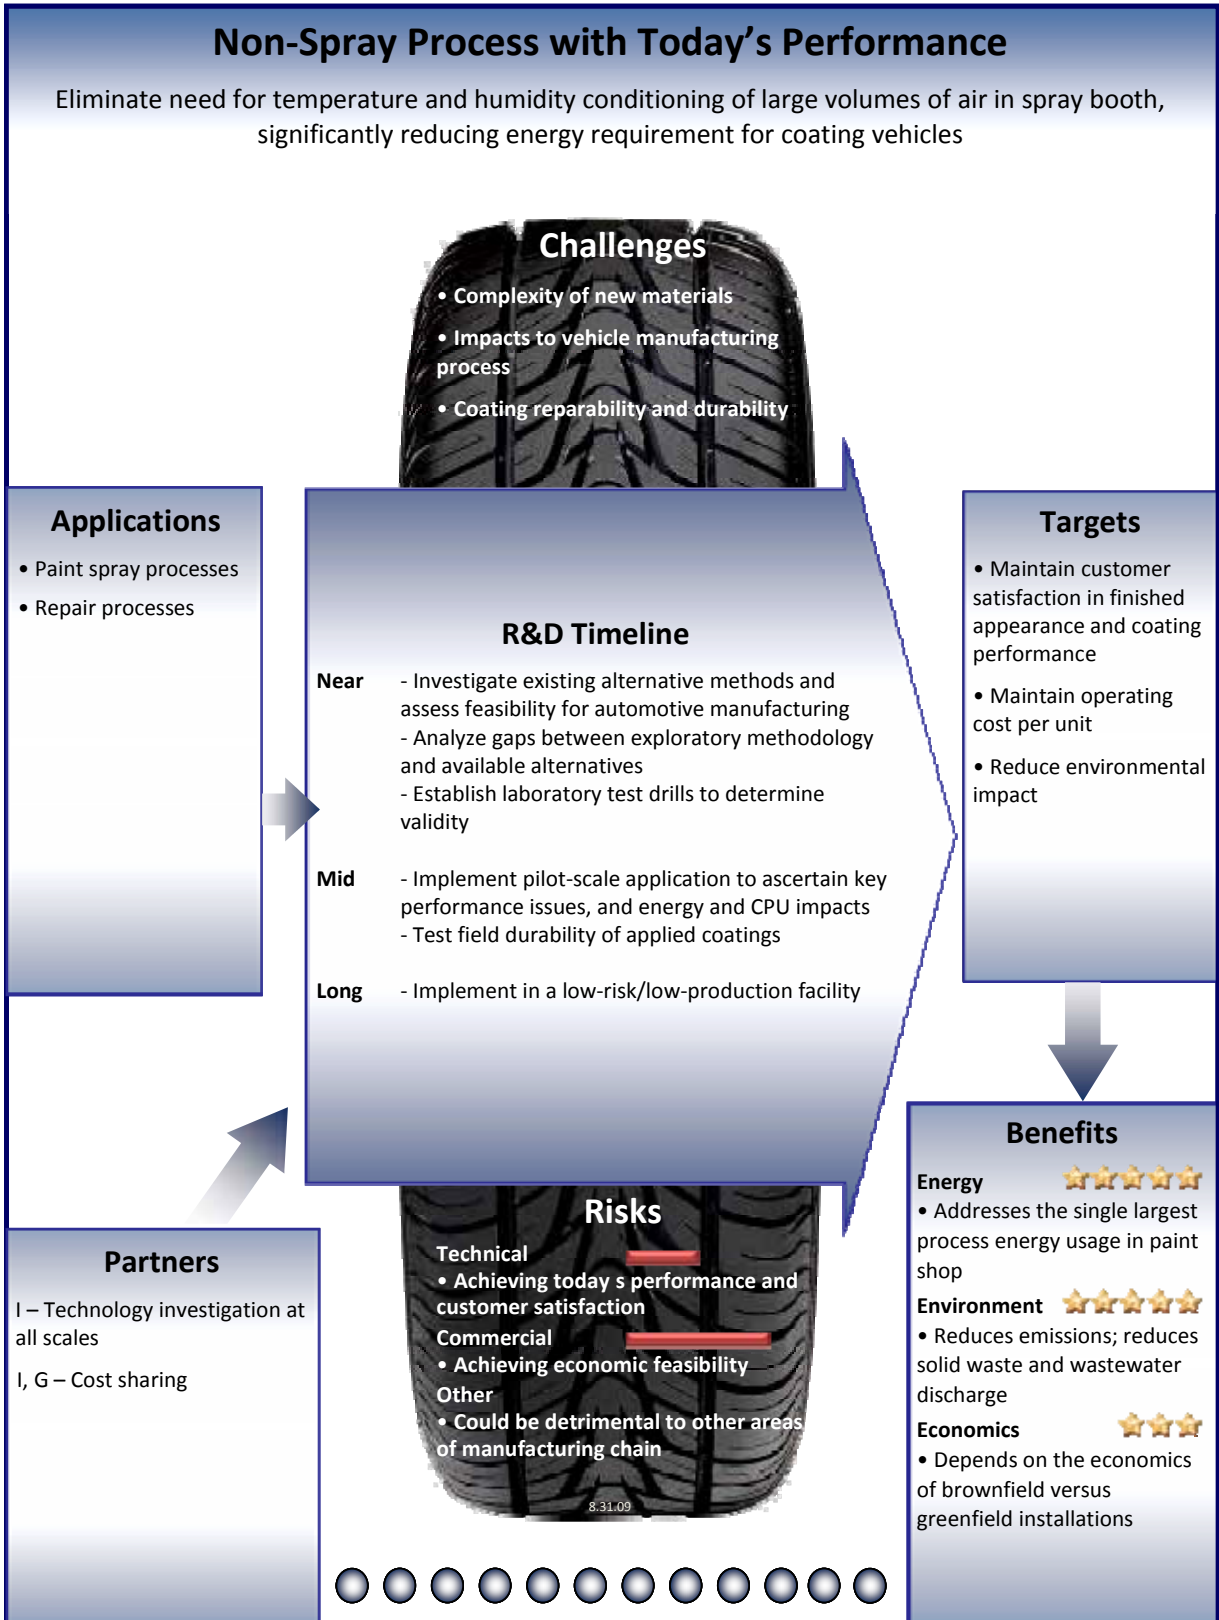 Non-Spray Process with Today's Performance
Eliminate need for temperature and humidity conditioning of large volumes of air in spray booth,
significantly reducing energy requirement for coating vehicles
Challenges
• Complexity of new materials
• Impacts to vehicle manufacturing
process
• Coating reparability and durability
Applications
• Paint spray processes
• Repair processes
R&D Timeline
Near - Investigate existing alternative methods and
assess feasibility for automotive manufacturing
- Analyze gaps between exploratory methodology
and available alternatives
- Establish laboratory test drills to determine
validity
Mid - Implement pilot-scale application to ascertain key
performance issues, and energy and CPU impacts
- Test field durability of applied coatings
Long - Implement in a low-risk/low-production facility
Targets
• Maintain customer
satisfaction in finished
appearance and coating
performance
• Maintain operating
cost per unit
• Reduce environmental
impact
Partners
I – Technology investigation at
all scales
I, G – Cost sharing
Risks
Technical
• Achieving today s performance and
customer satisfaction
Commercial
• Achieving economic feasibility
Other
• Could be detrimental to other areas
of manufacturing chain
8.31.09
Benefits
Energy
• Addresses the single largest
process energy usage in paint
shop
Environment
• Reduces emissions; reduces
solid waste and wastewater
discharge
Economics
• Depends on the economics
of brownfield versus
greenfield installations